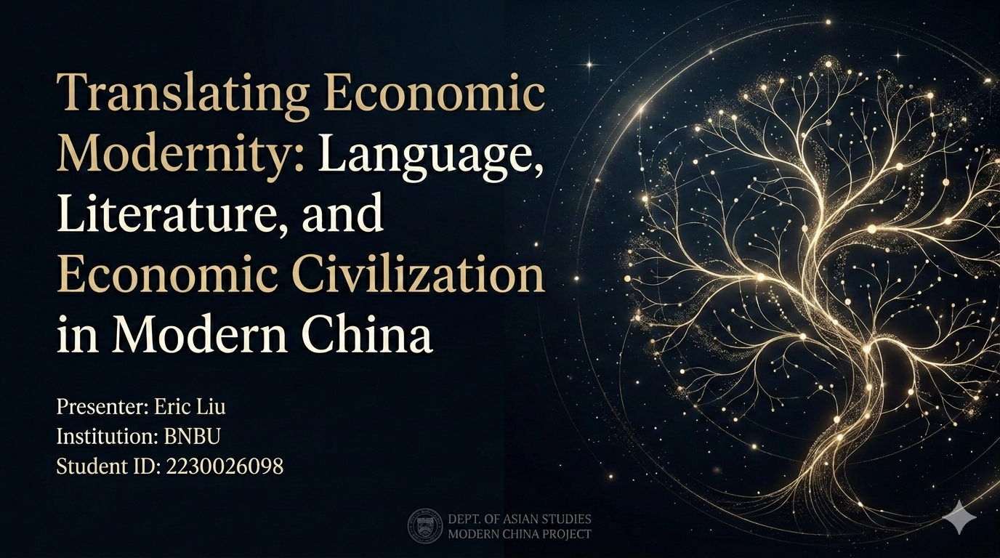 Translating Economic
Modernity: Language,
Literature, and
Economic Civilization
in Modern China
Presenter: Eric Liu
Institution: BNBU
Student ID: 2230026098
DEPT. OF ASIAN STUDIES
MODERN CHINA PROJECT